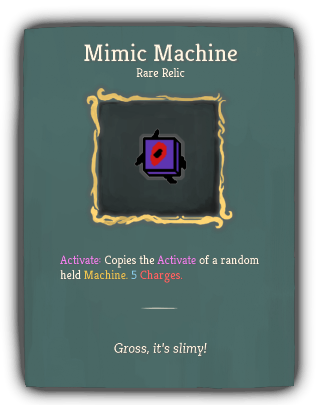 Mimic Machine
Rare Relic
Activate: Copies the Activate of a random
held Machine. 5 Charges.
Gross, it's slimy!